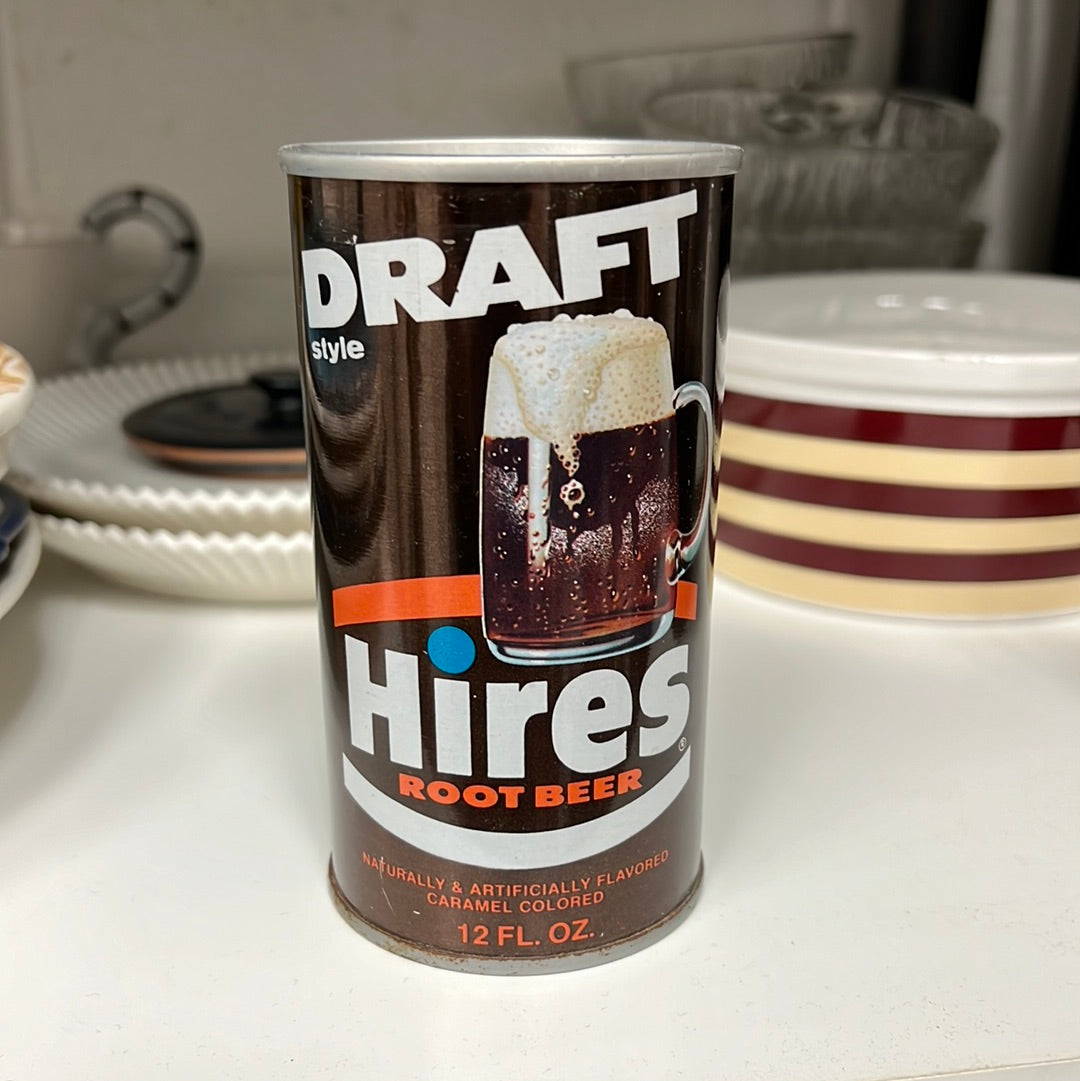 DRAFT
style
Hires®
ROOT BEER
NATURALLY & ARTIFICIALLY FLAVORED
CARAMEL COLORED
12 FL. OZ.